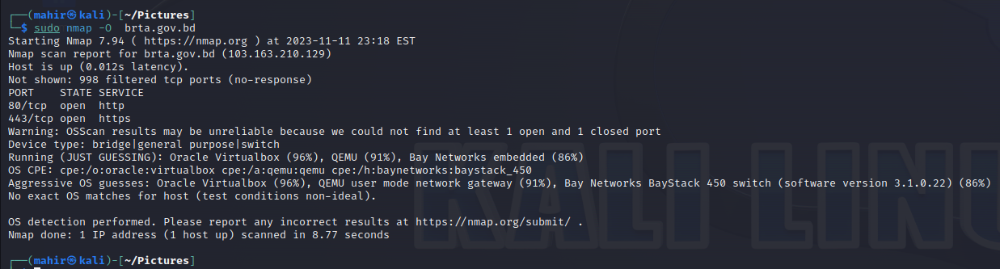 ┌──(mahir㉿kali)-[~/Pictures]
└─$ sudo nmap -O  brta.gov.bd
Starting Nmap 7.94 ( https://nmap.org ) at 2023-11-11 23:18 EST
Nmap scan report for brta.gov.bd (103.163.210.129)
Host is up (0.012s latency).
Not shown: 998 filtered tcp ports (no-response)
PORT    STATE SERVICE
80/tcp  open  http
443/tcp open  https
Warning: OSScan results may be unreliable because we could not find at least 1 open and 1 closed port
Device type: bridge|general purpose|switch
Running (JUST GUESSING): Oracle Virtualbox (96%), QEMU (91%), Bay Networks embedded (86%)
OS CPE: cpe:/o:oracle:virtualbox cpe:/a:qemu:qemu cpe:/h:baynetworks:baystack_450
Aggressive OS guesses: Oracle Virtualbox (96%), QEMU user mode network gateway (91%), Bay Networks BayStack 450 switch (software version 3.1.0.22) (86%)
No exact OS matches for host (test conditions non-ideal).

OS detection performed. Please report any incorrect results at https://nmap.org/submit/ .
Nmap done: 1 IP address (1 host up) scanned in 8.77 seconds
KALI LINU

┌──(mahir㉿kali)-[~/Pictures]